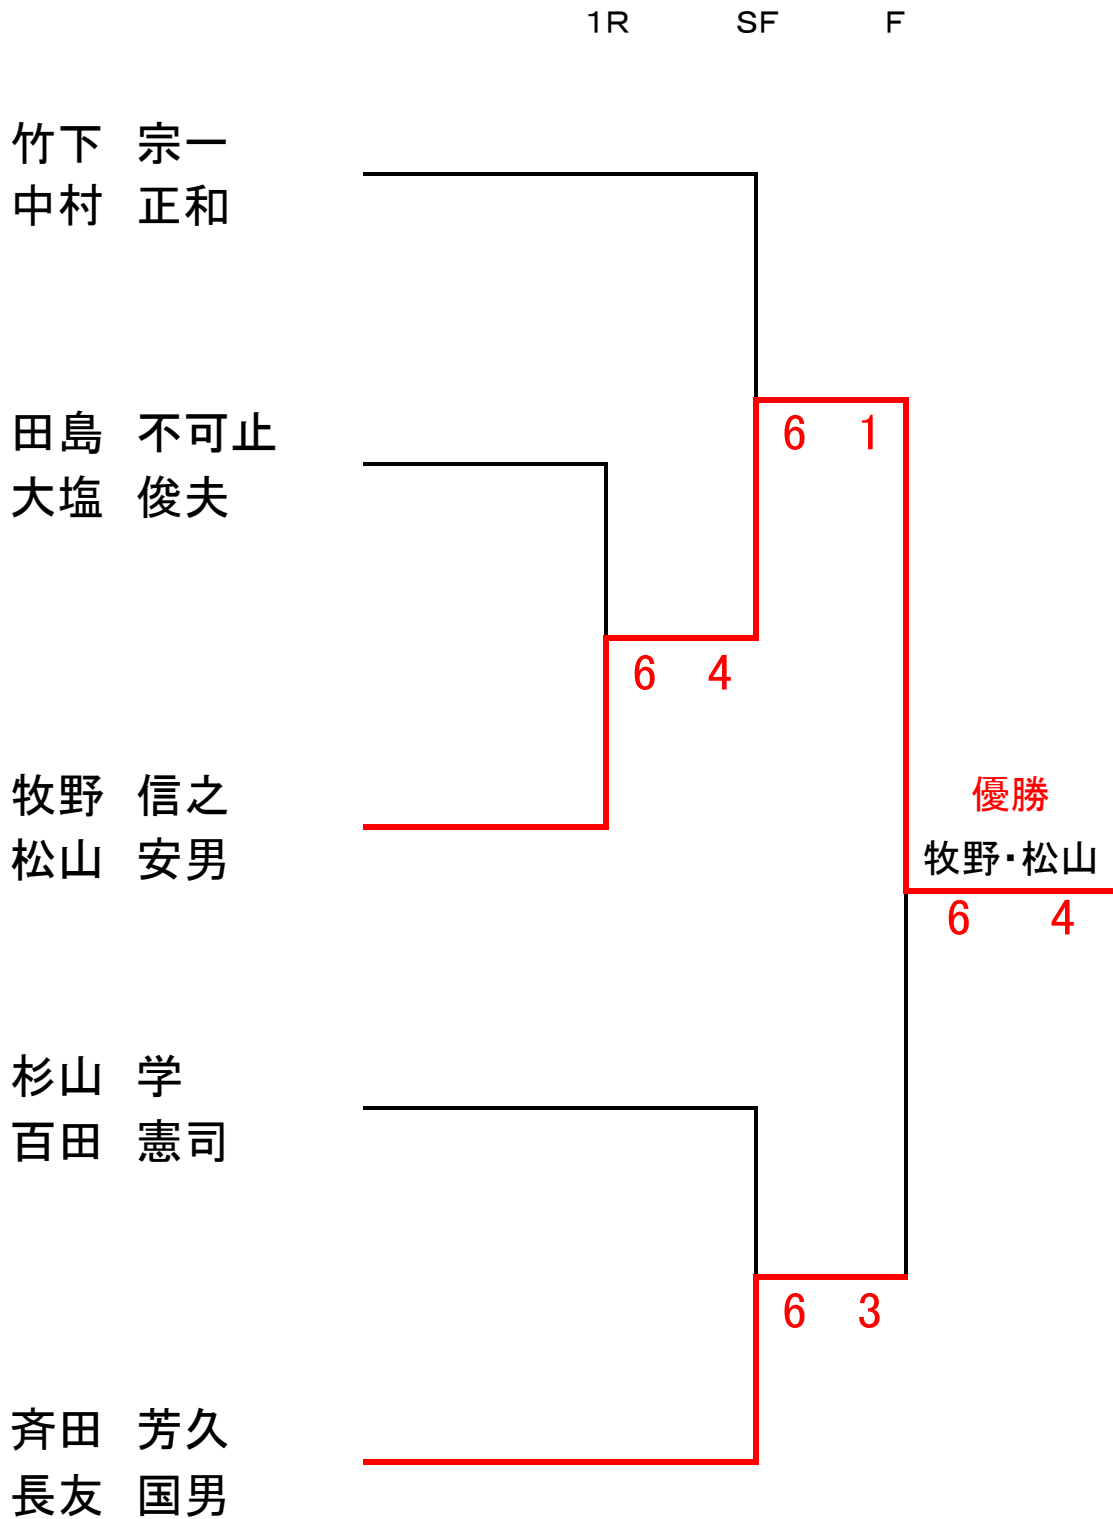 1R SF F
竹下 宗一
中村 正和
田島 不可止
大塩 俊夫
6 1
6 4
牧野 信之
松山 安男
優勝
牧野・松山
6 4
杉山 学
百田 憲司
6 3
斉田 芳久
長友 国男